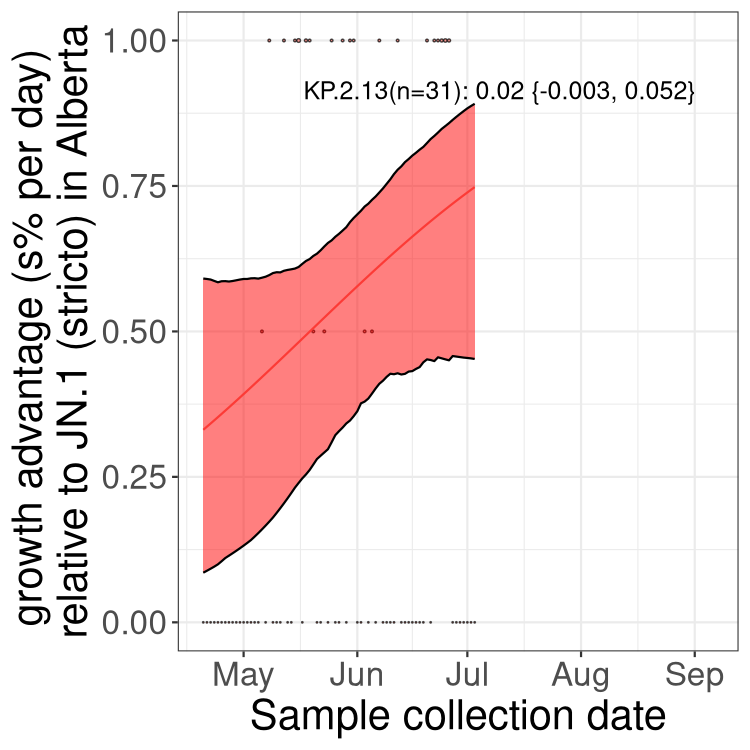 growth advantage (s% per day)
relative to JN.1 (stricto) in Alberta
1.00
0.75
0.50
0.25
0.00
KP.2.13(n=31): 0.02 {-0.003, 0.052}
May Jun Jul Aug Sep
Sample collection date